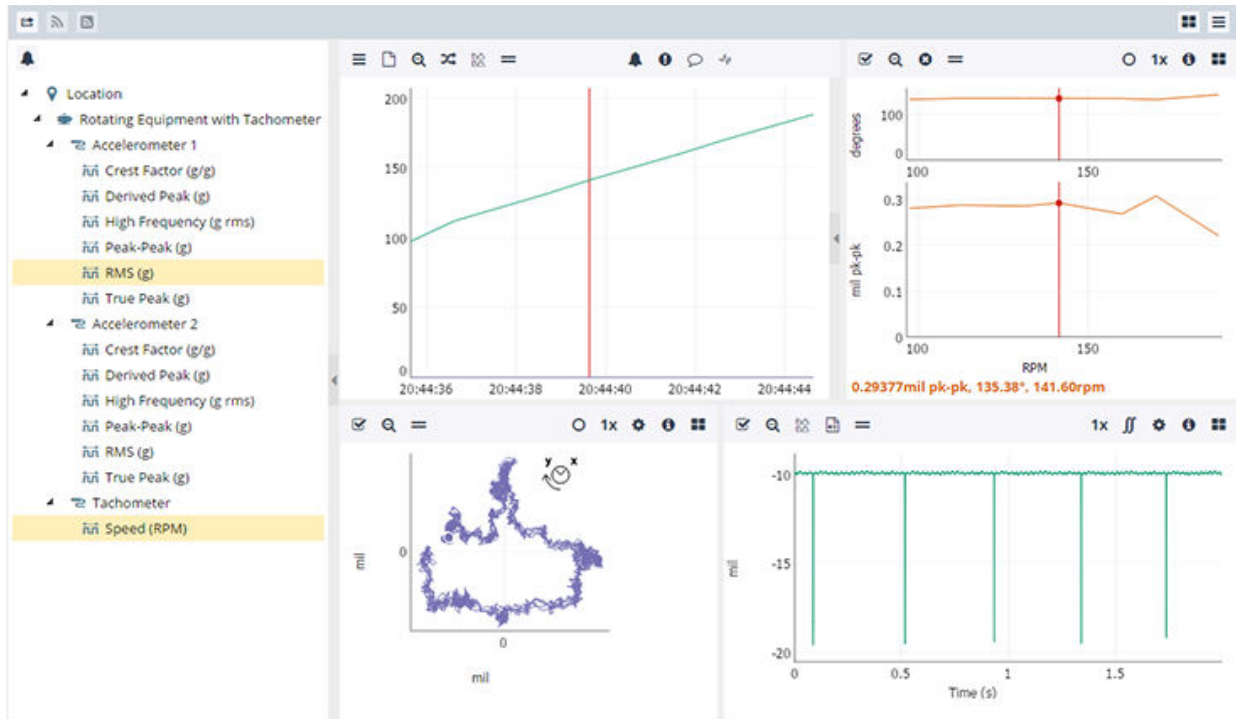 Location
Rotating Equipment with Tachometer
Accelerometer 1
Crest Factor (g/g)
Derived Peak (g)
High Frequency (g rms)
Peak-Peak (g)
RMS (g)
True Peak (g)
Accelerometer 2
Crest Factor (g/g)
Derived Peak (g)
High Frequency (g rms)
Peak-Peak (g)
RMS (g)
True Peak (g)
Tachometer
Speed (RPM)
200
150
100
50
0
20:44:36 20:44:38 20:44:40 20:44:42 20:44:44
1x
degrees
100
0
100 150
mil pk-pk
0.3
0.2
0.1
0
100 150
RPM
0.29377mil pk-pk, 135.38°, 141.60rpm
1x
y x
mil
0
0
mil
1x ∬
mil
-10
-15
-20
0 0.5 1 1.5
Time (s)